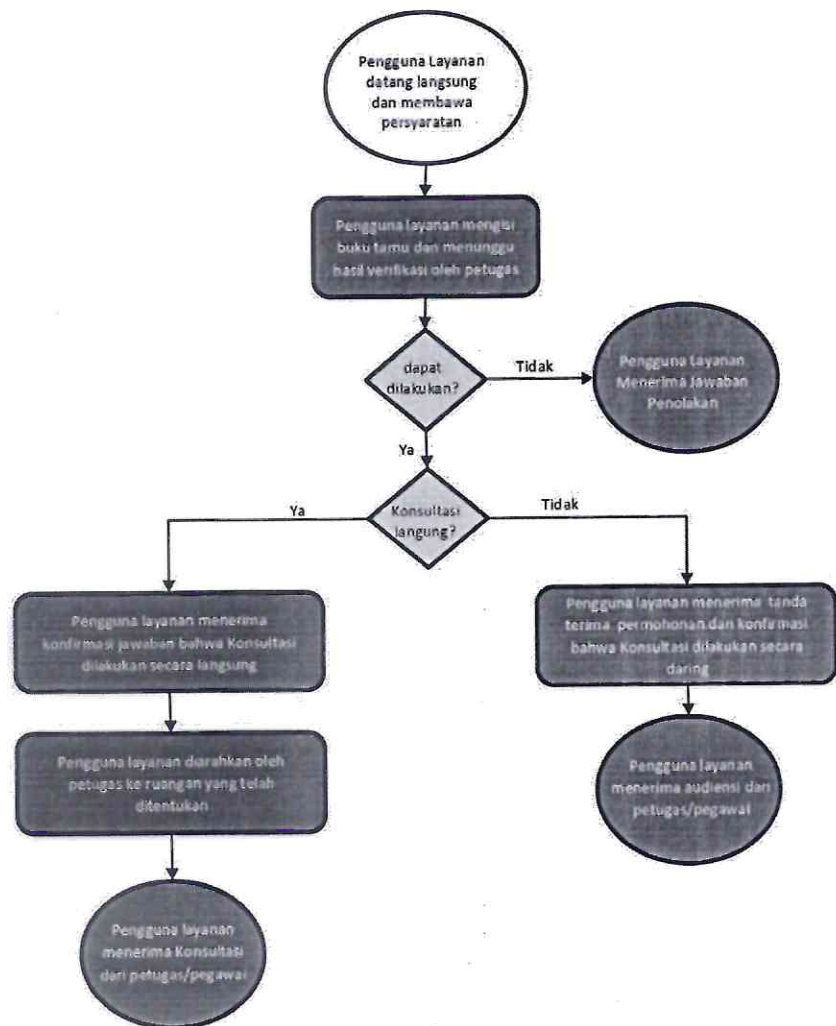 Pengguna Layanan
datang langsung
dan membawa
persyaratan
Pengguna layanan mengisi
buku tamu dan menunggu
hasil verifikasi oleh petugas
dapat
dilakukan?
Tidak
Pengguna Layanan
Menerima Jawaban
Penolakan
Ya
Konsultasi
langung?
Ya
Tidak
Pengguna layanan menerima
konfirmasi jawaban bahwa Konsultasi
dilakukan secara langsung
Pengguna layanan menerima tanda
terima permohonan dan konfirmasi
bahwa Konsultasi dilakukan secara
daring
Pengguna layanan diarahkan oleh
petugas ke ruangan yang telah
ditentukan
Pengguna layanan
menerima audiensi dari
petugas/pegawai
Pengguna layanan
menerima Konsultasi
dari petugas/pegawai